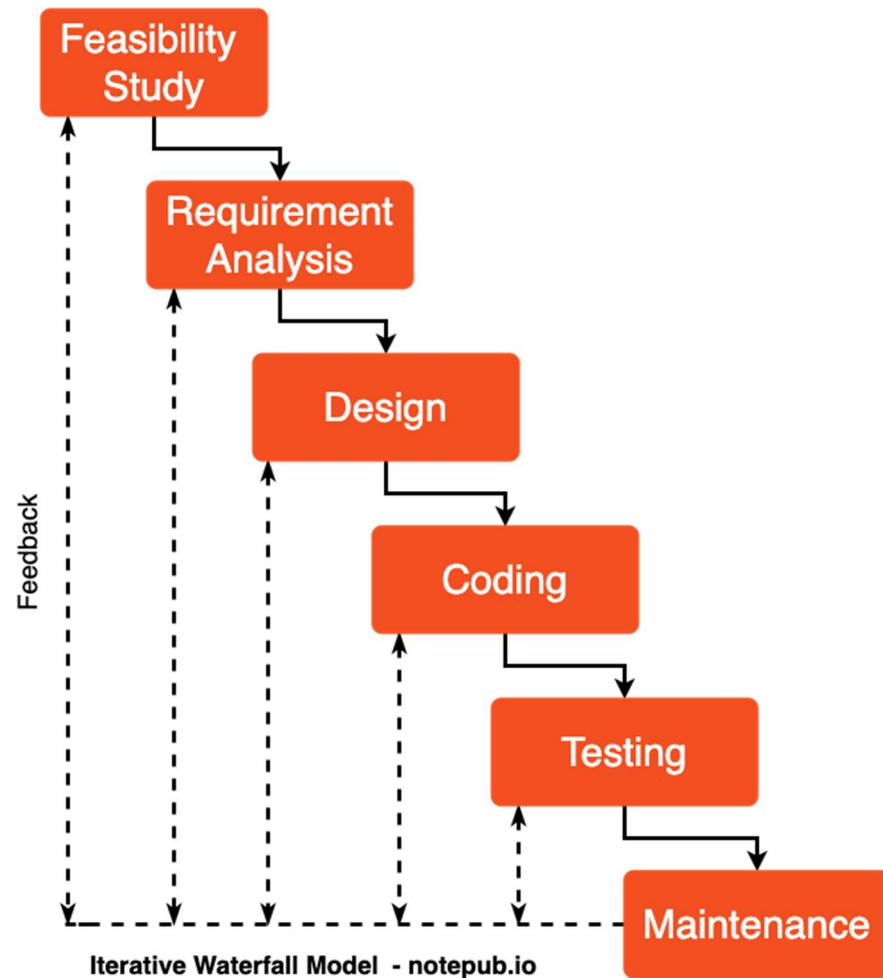 Feasibility
Study
Requirement
Analysis
Design
Coding
Feedback
Testing
Maintenance
Iterative Waterfall Model - notepub.io